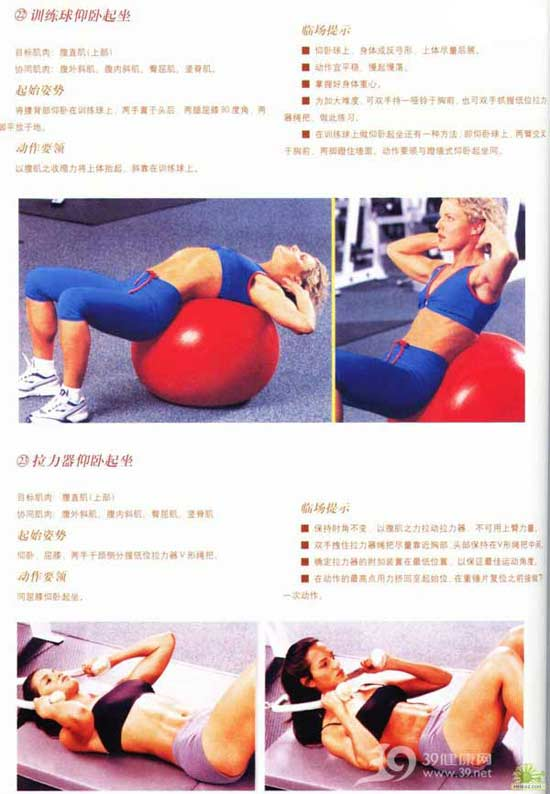 22 训练球仰卧起坐
目标肌肉：腹直肌(上部)
协同肌肉：腹外斜肌、腹内斜肌、臀屈肌、竖脊肌。
起始姿势
将腰背部仰卧在训练球上，两手置于头后，两腿屈膝90度角，两
脚平放于地。
动作要领
以腹肌之收缩力将上体抬起，斜靠在训练球上。
临场提示
■ 仰卧球上，身体成反弓形，上体尽量后展。
■ 动作宜平稳，慢起慢落。
■ 掌握好身体重心。
■ 为加大难度，可双手持一哑铃于胸前，也可双手抓握低位拉力
器绳把，做此练习。
■ 在训练球上做仰卧起坐还有一种方法：即仰卧球上，两臂交叉
于胸前，两脚蹬住墙面。动作要领与蹬墙式仰卧起坐同。
23 拉力器仰卧起坐
目标肌肉：腹直肌(上部)
协同肌肉：腹外斜肌、腹内斜肌、臀屈肌、竖脊肌
起始姿势
仰卧，屈膝，两手于颈侧分握低位拉力器V形绳把。
动作要领
同屈膝仰卧起坐。
临场提示
■ 保持肘角不变，以腹肌之力拉动拉力器，不可用上臂力量。
■ 双手拽住拉力器绳把尽量靠近胸部，头部保持在V形绳把中间。
■ 确定拉力器的附加装置在最低位置，以保证最佳运动角度。
■ 在动作的最高点用力挤回至起始位，在重锤片复位之前接做下
一次动作。
39健康网
www.39.net